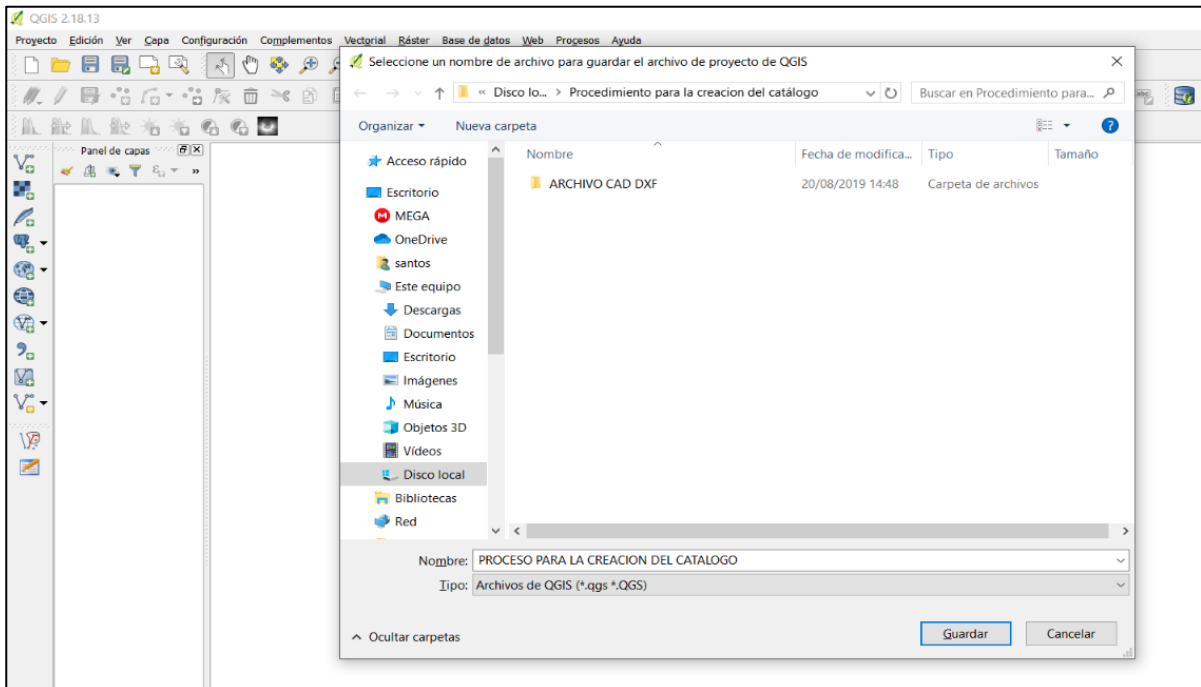 QGIS 2.18.13
Proyecto Edición Ver Capa Configuración Complementos Vectorial Ráster Base de datos Web Procesos Ayuda
Seleccione un nombre de archivo para guardar el archivo de proyecto de QGIS
« Disco lo... > Procedimiento para la creacion del catálogo
Buscar en Procedimiento para...
Organizar Nueva carpeta
Panel de capas
Nombre Fecha de modifica... Tipo Tamaño
Acceso rápido
ARCHIVO CAD DXF 20/08/2019 14:48 Carpeta de archivos
Escritorio
MEGA
OneDrive
santos
Este equipo
Descargas
Documentos
Escritorio
Imágenes
Música
Objetos 3D
Vídeos
Disco local
Bibliotecas
Red
Nombre: PROCESO PARA LA CREACION DEL CATALOGO
Tipo: Archivos de QGIS (*.qgs *.QGS)
Ocultar carpetas
Guardar Cancelar